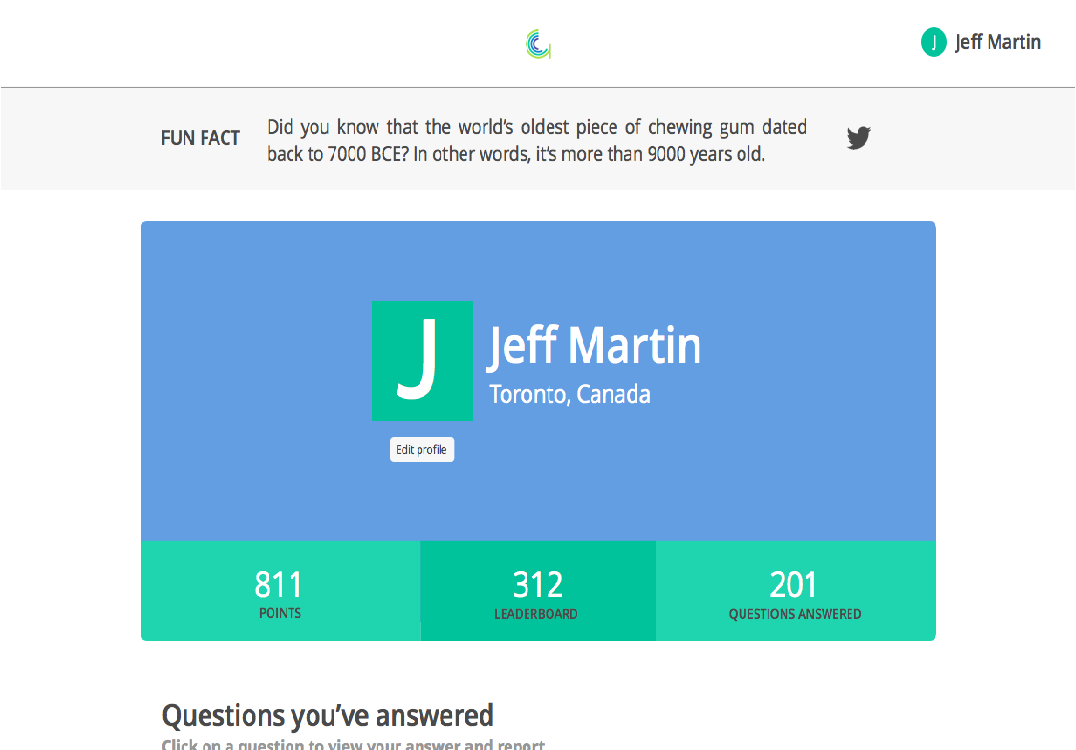 J Jeff Martin
FUN FACT
Did you know that the world's oldest piece of chewing gum dated
back to 7000 BCE? In other words, it's more than 9000 years old.
J
Jeff Martin
Toronto, Canada
Edit profile
811
POINTS
312
LEADERBOARD
201
QUESTIONS ANSWERED
Questions you've answered
Click on a question to view your answer and report